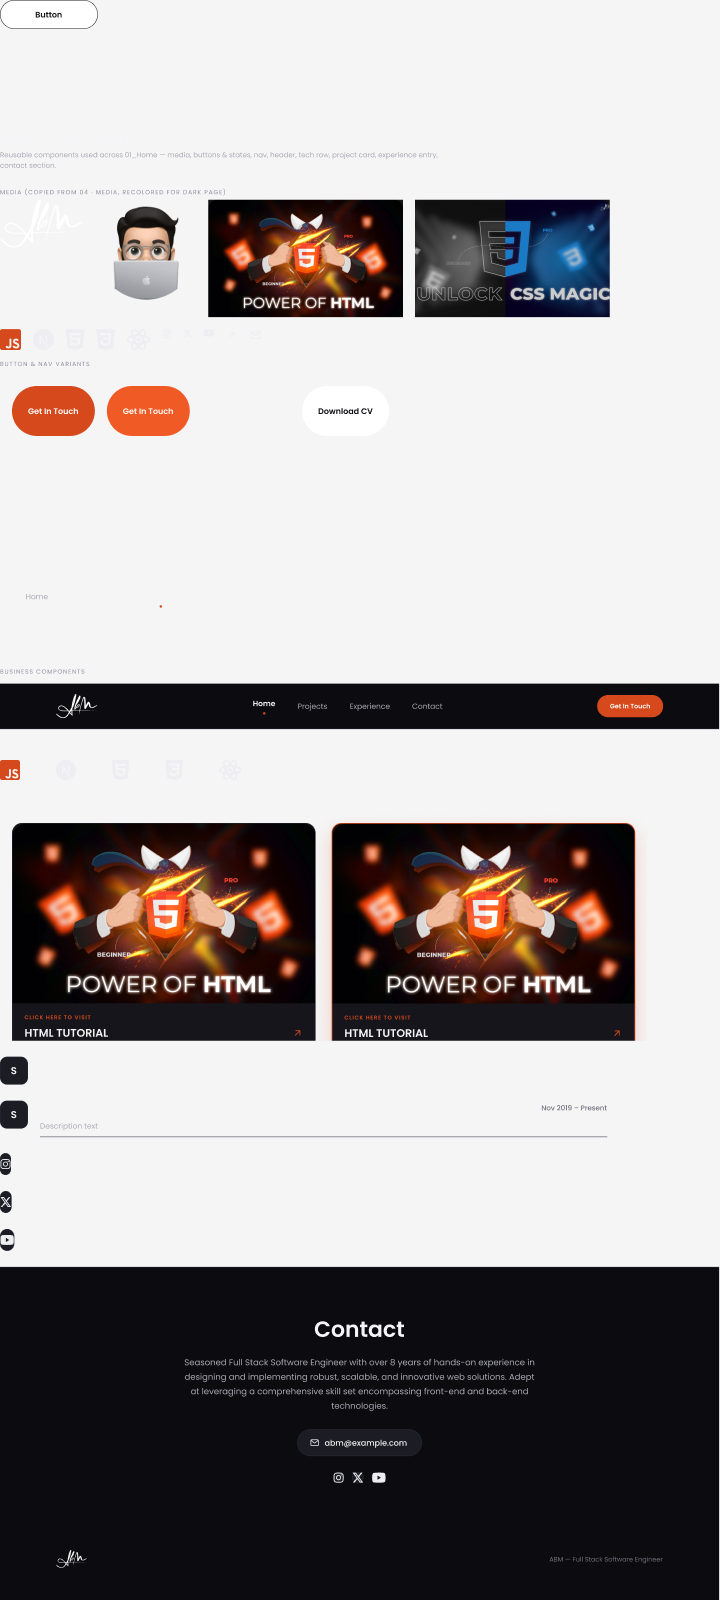 Button
Reusable components used across 01_Home — media, buttons & states, nav, header, tech row, project card, experience entry,
contact section.
MEDIA (COPIED FROM 04 - MEDIA, RECOLORED FOR DARK PAGE)
PRO
BEGINNER
POWER OF HTML
PRO
UNLOCK CSS MAGIC
JS
BUTTON & NAV VARIANTS
Get In Touch
Get In Touch
Download CV
Home
BUSINESS COMPONENTS
Home
Projects
Experience
Contact
Get In Touch
JS
PRO
BEGINNER
POWER OF HTML
CLICK HERE TO VISIT
HTML TUTORIAL
PRO
BEGINNER
POWER OF HTML
CLICK HERE TO VISIT
HTML TUTORIAL
S
S
Nov 2019 – Present
Description text
Contact
Seasoned Full Stack Software Engineer with over 8 years of hands-on experience in
designing and implementing robust, scalable, and innovative web solutions. Adept
at leveraging a comprehensive skill set encompassing front-end and back-end
technologies.
abm@example.com
ABM — Full Stack Software Engineer